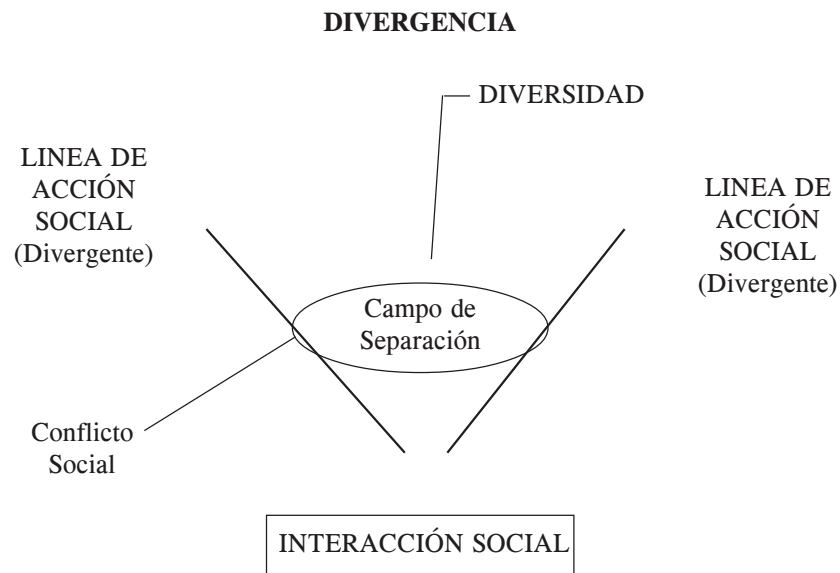 DIVERGENCIA
DIVERSIDAD
LINEA DE
ACCIÓN
SOCIAL
(Divergente)
LINEA DE
ACCIÓN
SOCIAL
(Divergente)
Campo de
Separación
Conflicto
Social
INTERACCIÓN SOCIAL